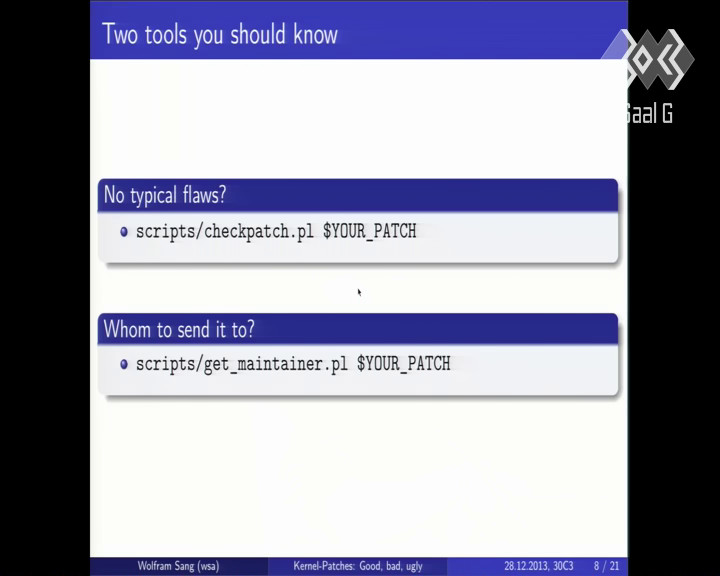 Two tools you should know
Saal G
No typical flaws?
scripts/checkpatch.pl $YOUR_PATCH
Whom to send it to?
scripts/get_maintainer.pl $YOUR_PATCH
Wolfram Sang (wsa) Kernel-Patches: Good, bad, ugly 28.12.2013, 30C3 8 / 21